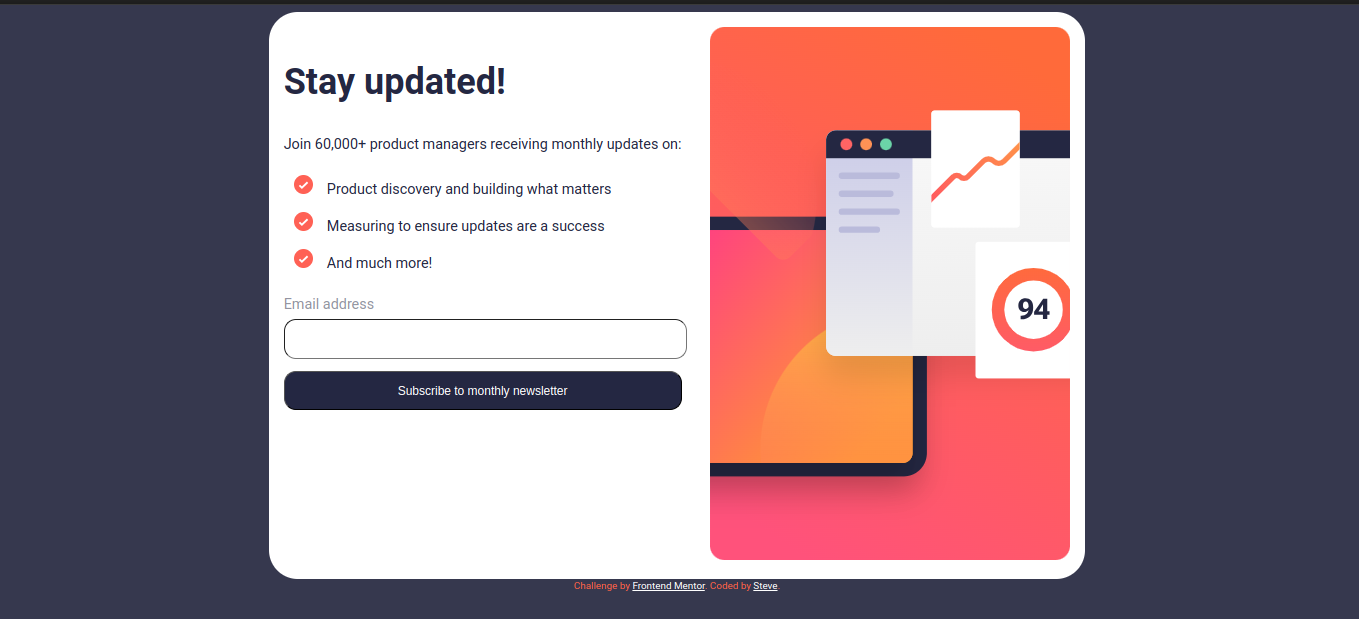 Stay updated!
Join 60,000+ product managers receiving monthly updates on:
Product discovery and building what matters
Measuring to ensure updates are a success
And much more!
Email address
Subscribe to monthly newsletter
94
Challenge by Frontend Mentor. Coded by Steve.